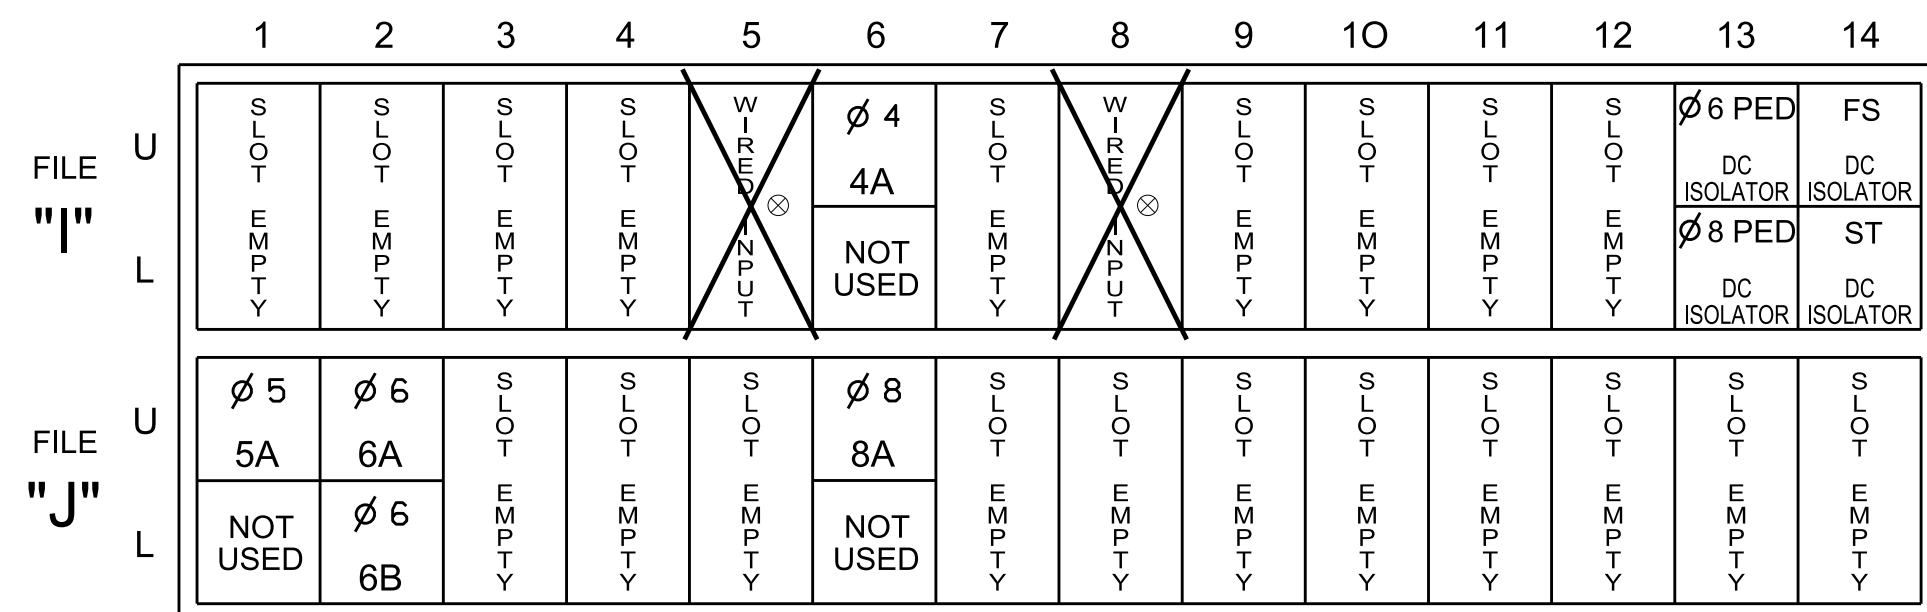 1 2 3 4 5 6 7 8 9 10 11 12 13 14
FILE "I"
U
L
SLOT EMPTY
SLOT EMPTY
SLOT EMPTY
SLOT EMPTY
WIRED INPUT
⊗
Ø 4
4A
NOT
USED
SLOT EMPTY
WIRED INPUT
⊗
SLOT EMPTY
SLOT EMPTY
SLOT EMPTY
SLOT EMPTY
Ø 6 PED
DC
ISOLATOR
Ø 8 PED
DC
ISOLATOR
FS
DC
ISOLATOR
ST
DC
ISOLATOR
FILE "J"
U
L
Ø 5
5A
NOT
USED
Ø 6
6A
Ø 6
6B
SLOT EMPTY
SLOT EMPTY
SLOT EMPTY
Ø 8
8A
NOT
USED
SLOT EMPTY
SLOT EMPTY
SLOT EMPTY
SLOT EMPTY
SLOT EMPTY
SLOT EMPTY
SLOT EMPTY
SLOT EMPTY